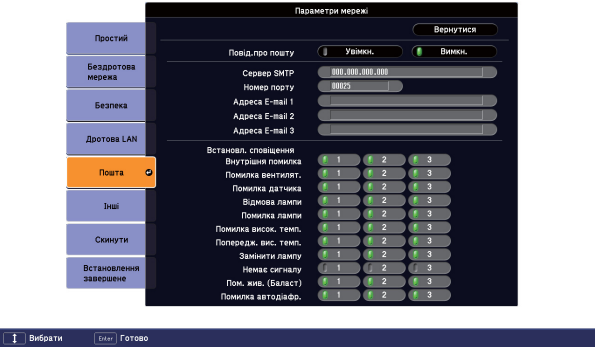 Параметри мережі
Вернутися
Простий
Бездротова
мережа
Безпека
Дротова LAN
Пошта
Інші
Скинути
Встановлення
завершене
Повід.про пошту Увімкн. Вимкн.
Сервер SMTP 000.000.000.000
Номер порту 00025
Адреса E-mail 1
Адреса E-mail 2
Адреса E-mail 3
Встановл. сповіщення
Внутрішня помилка 1 2 3
Помилка вентилят. 1 2 3
Помилка датчика 1 2 3
Відмова лампи 1 2 3
Помилка лампи 1 2 3
Помилка висок. темп. 1 2 3
Попередж. вис. темп. 1 2 3
Замінити лампу 1 2 3
Немає сигналу 1 2 3
Пом. жив. (Баласт) 1 2 3
Помилка автодіафр. 1 2 3
Вибрати Enter Готово